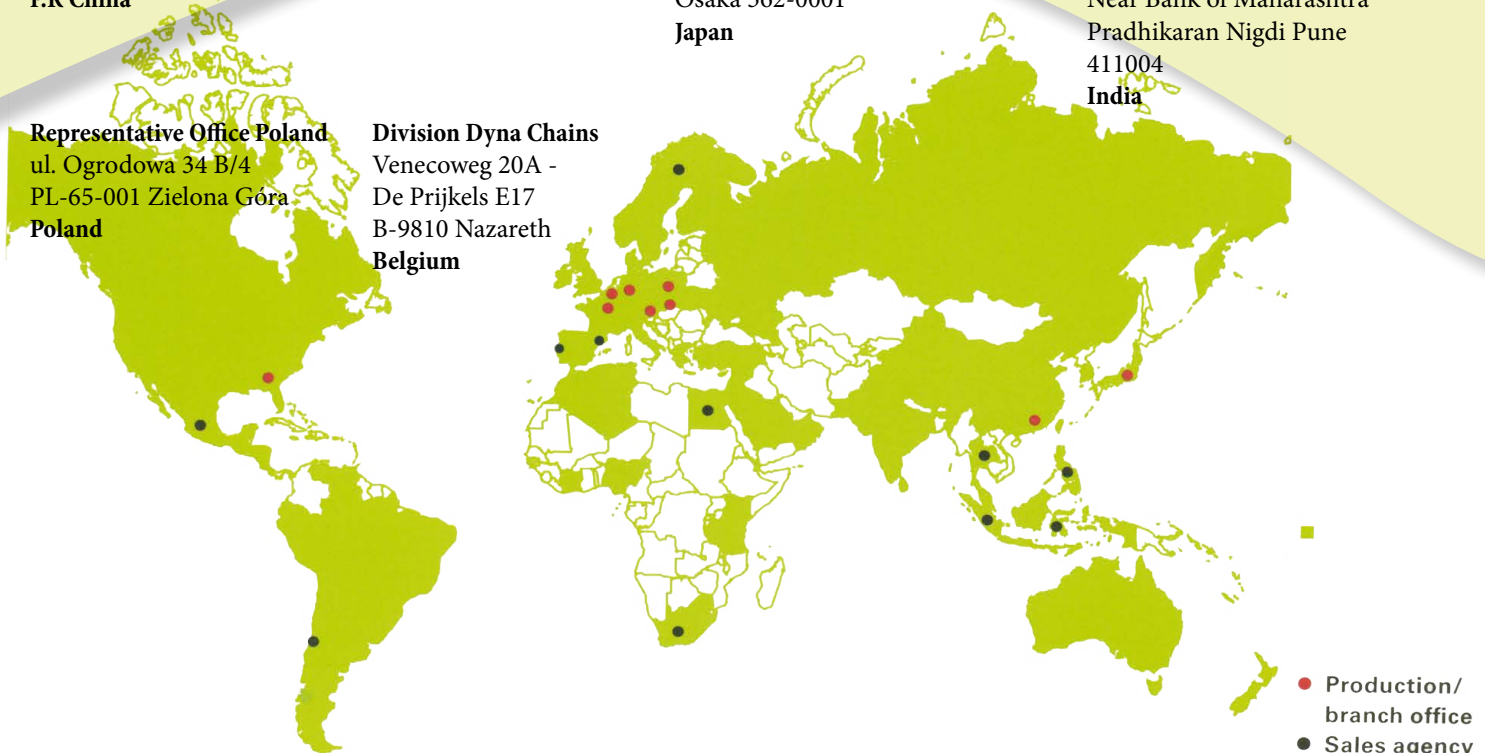 P.R China
Osaka 562-0001
Japan
Near Bank of Maharashtra
Pradhikaran Nigdi Pune
411004
India
Representative Office Poland
ul. Ogrodowa 34 B/4
PL-65-001 Zielona Góra
Poland
Division Dyna Chains
Venecoweg 20A -
De Prijkels E17
B-9810 Nazareth
Belgium
Production/
branch office
Sales agency